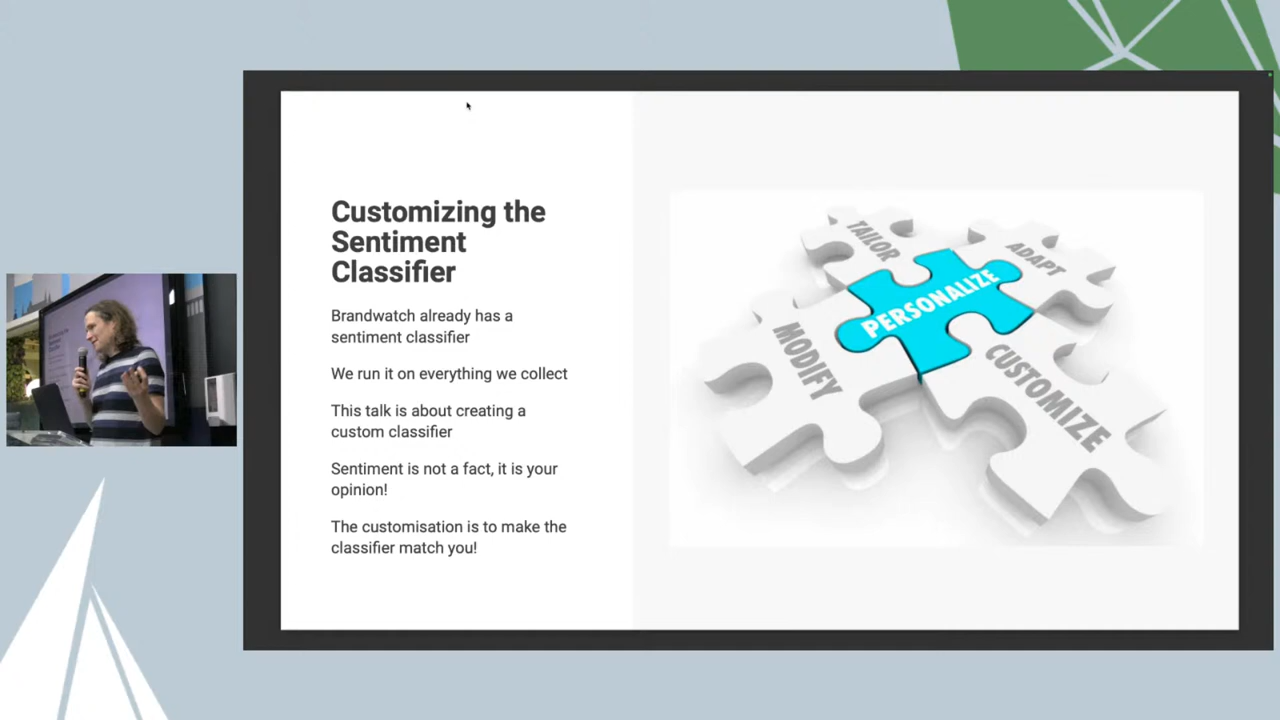 Customizing the
Sentiment
Classifier
Brandwatch already has a
sentiment classifier
We run it on everything we collect
This talk is about creating a
custom classifier
Sentiment is not a fact, it is your
opinion!
The customisation is to make the
classifier match you!
TAILOR
ADAPT
PERSONALIZE
MODIFY
CUSTOMIZE